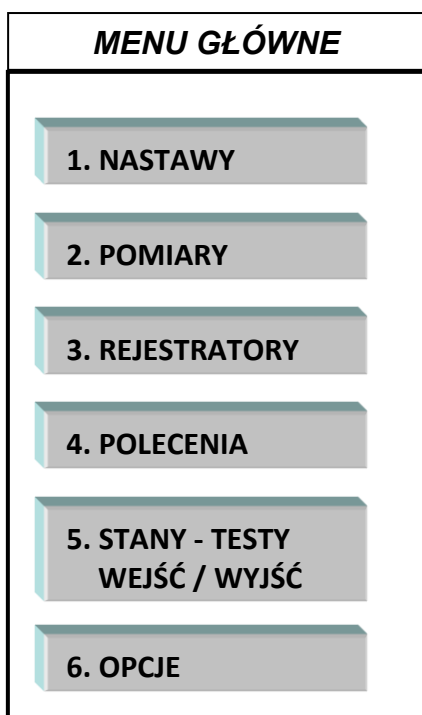 MENU GŁÓWNE
1. NASTAWY
2. POMIARY
3. REJESTRATORY
4. POLECENIA
5. STANY - TESTY
WEJŚĆ / WYJŚĆ
6. OPCJE